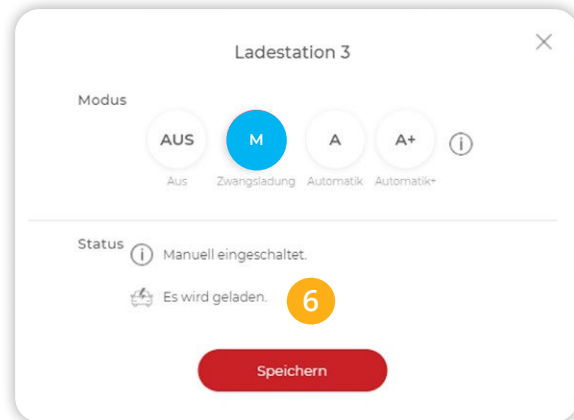 Ladestation 3
Modus
AUS M A A+
Aus Zwangsladung Automatik Automatik+
Status
Manuell eingeschaltet.
Es wird geladen. 6
Speichern